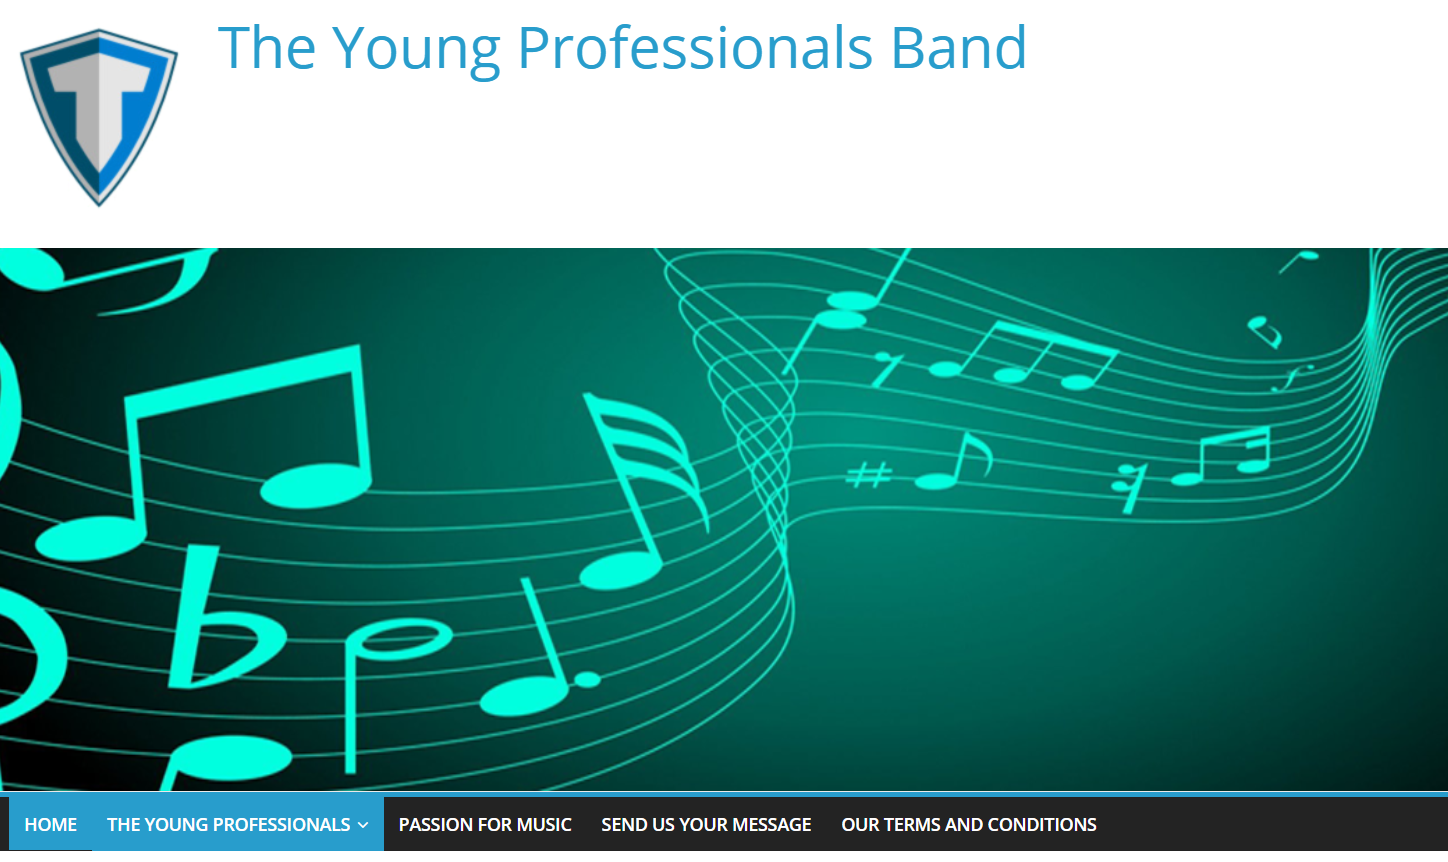 The Young Professionals Band
T
HOME THE YOUNG PROFESSIONALS PASSION FOR MUSIC SEND US YOUR MESSAGE OUR TERMS AND CONDITIONS